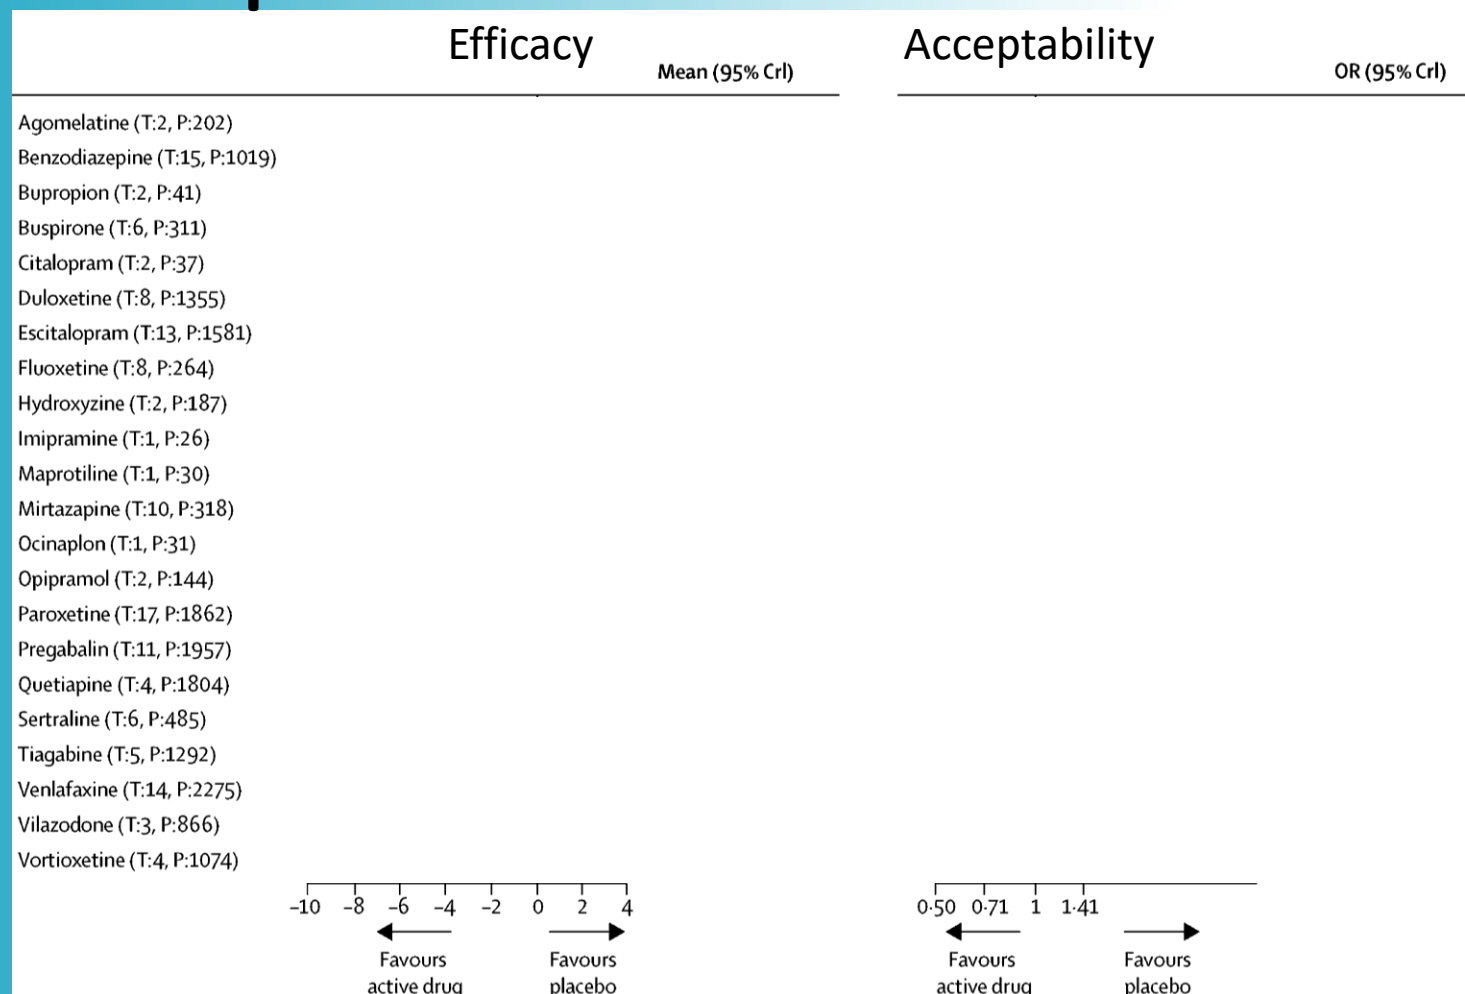 Efficacy
Acceptability
Mean (95% CrI)
OR (95% CrI)
Agomelatine (T:2, P:202)
Benzodiazepine (T:15, P:1019)
Bupropion (T:2, P:41)
Buspirone (T:6, P:311)
Citalopram (T:2, P:37)
Duloxetine (T:8, P:1355)
Escitalopram (T:13, P:1581)
Fluoxetine (T:8, P:264)
Hydroxyzine (T:2, P:187)
Imipramine (T:1, P:26)
Maprotiline (T:1, P:30)
Mirtazapine (T:10, P:318)
Ocinaplon (T:1, P:31)
Opipramol (T:2, P:144)
Paroxetine (T:17, P:1862)
Pregabalin (T:11, P:1957)
Quetiapine (T:4, P:1804)
Sertraline (T:6, P:485)
Tiagabine (T:5, P:1292)
Venlafaxine (T:14, P:2275)
Vilazodone (T:3, P:866)
Vortioxetine (T:4, P:1074)
–10 –8 –6 –4 –2 0 2 4
0·50 0·71 1 1·41
Favours
active drug
Favours
placebo
Favours
active drug
Favours
placebo